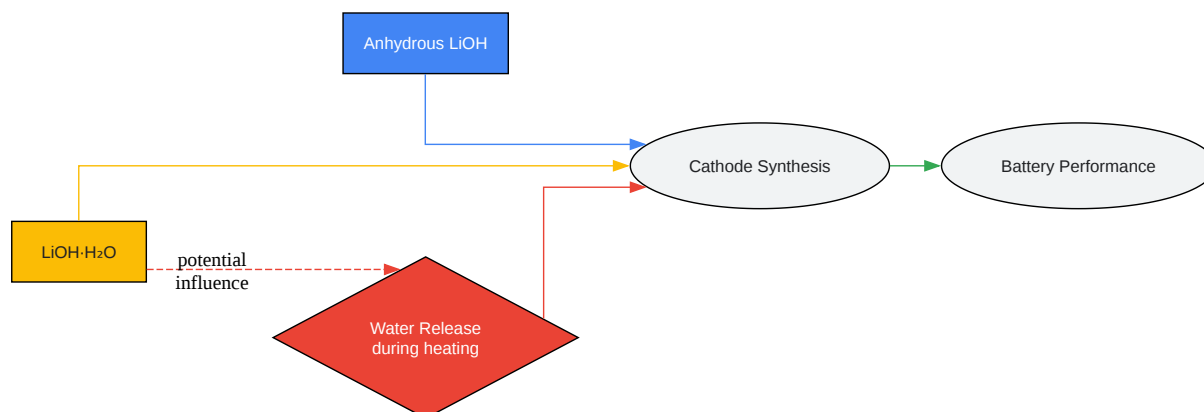 Anhydrous LiOH
Cathode Synthesis
Battery Performance
LiOH·H₂O
potential
influence
Water Release
during heating